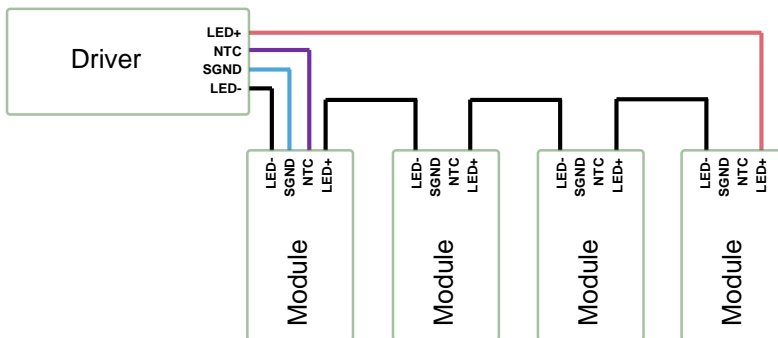 Driver
LED+
NTC
SGND
LED-
LED-
SGND
NTC
LED+
Module
LED-
SGND
NTC
LED+
Module
LED-
SGND
NTC
LED+
Module
LED-
SGND
NTC
LED+
Module